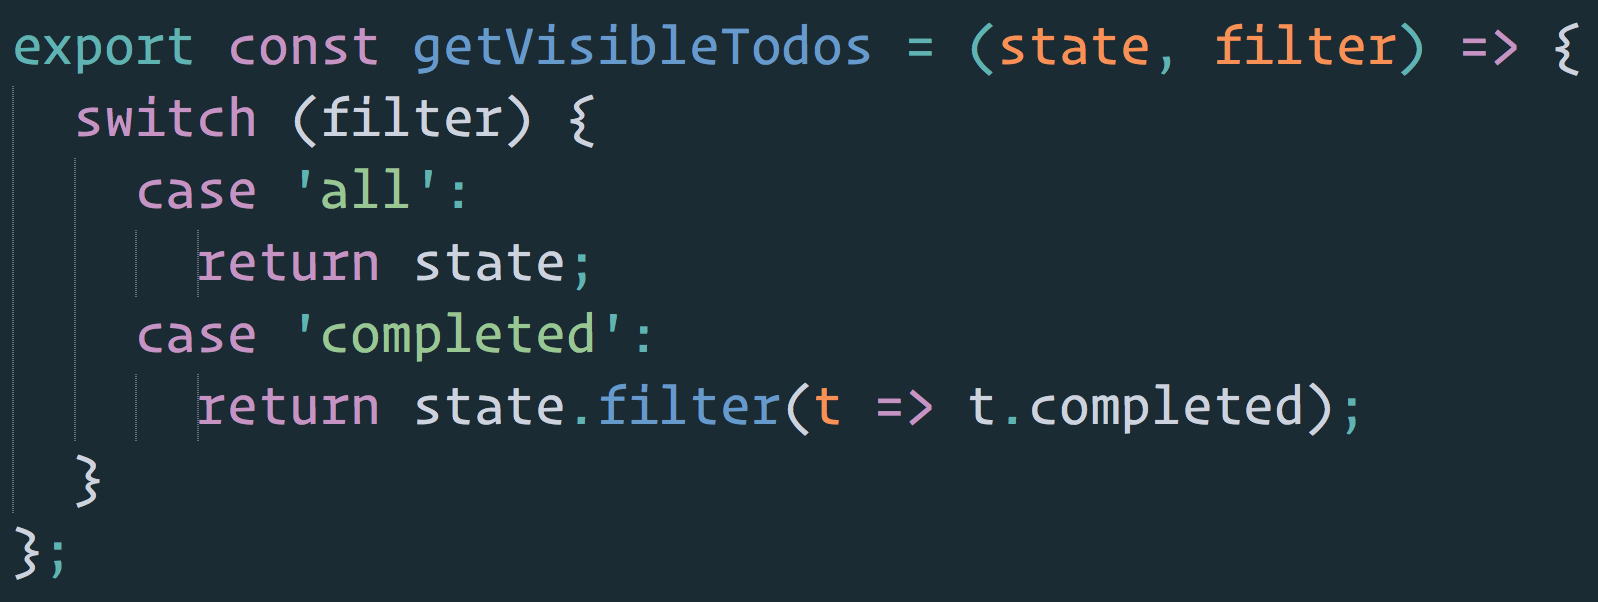 export const getVisibleTodos = (state, filter) => {
  switch (filter) {
    case 'all':
      return state;
    case 'completed':
      return state.filter(t => t.completed);
  }
};